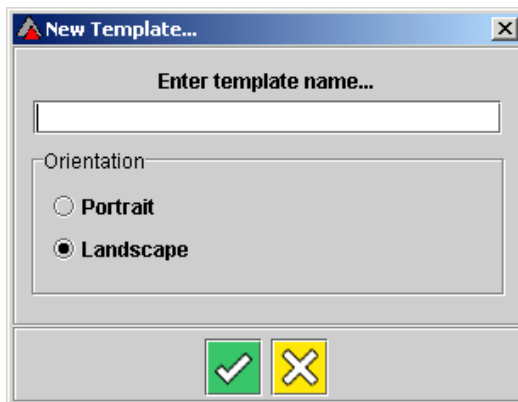 New Template...
Enter template name...
Orientation
Portrait
Landscape